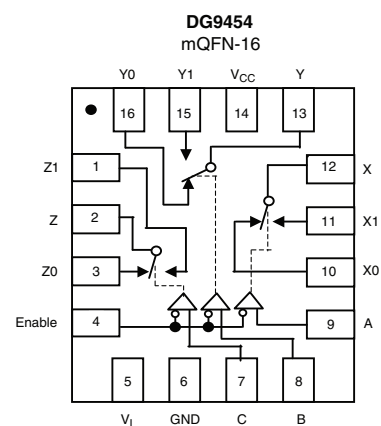 DG9454
mQFN-16
Y0 Y1 VCC Y
16 15 14 13
Z1 1 12 X
Z 2 11 X1
Z0 3 10 X0
Enable 4 9 A
5 6 7 8
VL GND C B